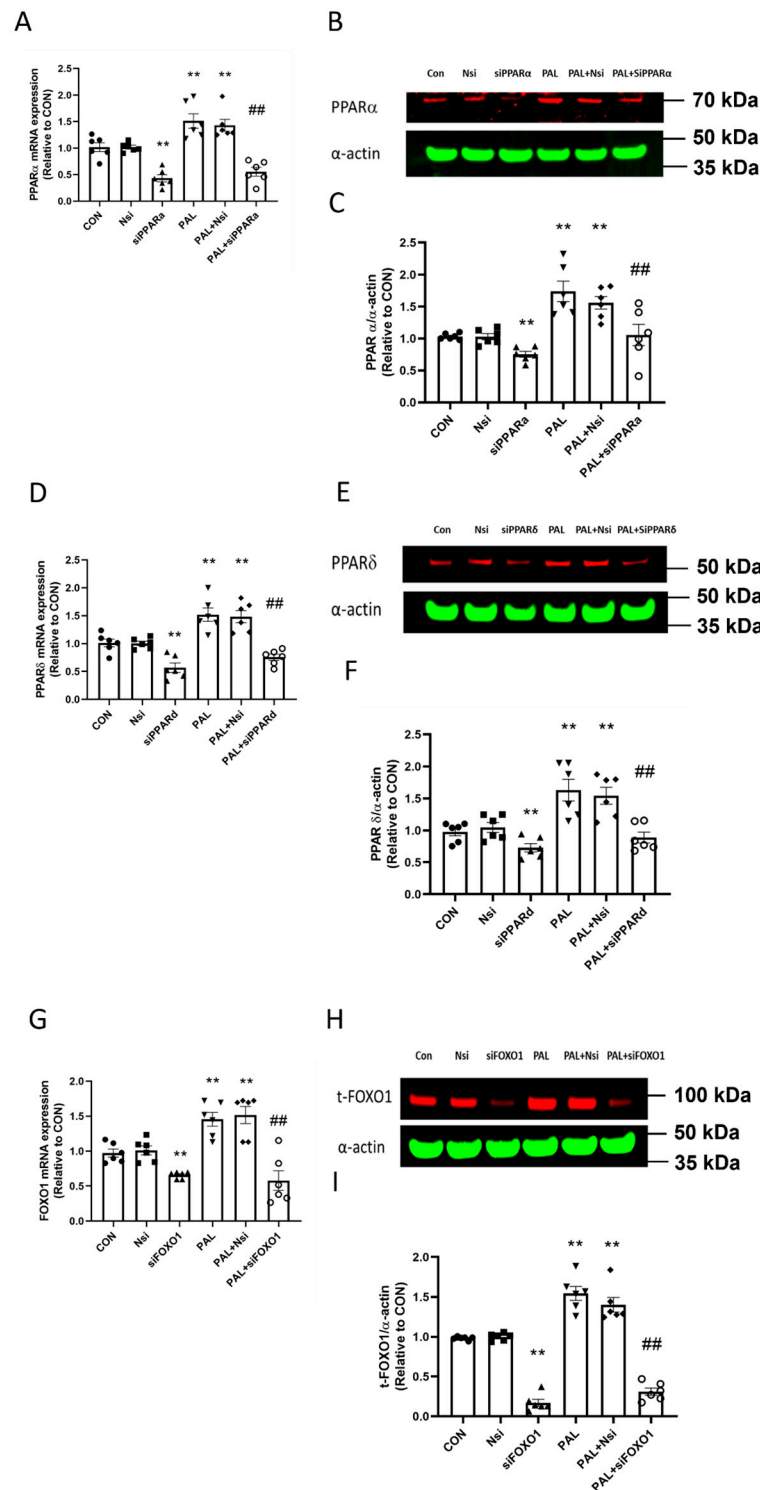 A
PPARα mRNA expression
(Relative to CON)
2.5
2.0
1.5
1.0
0.5
0.0
** ** ** ##
CON Nsi siPPARa PAL PAL+Nsi PAL+siPPARa
B
Con Nsi siPPARα PAL PAL+Nsi PAL+SiPPARα
PPARα
70 kDa
50 kDa
α-actin
35 kDa
C
PPAR α/α-actin
(Relative to CON)
2.5
2.0
1.5
1.0
0.5
0.0
** ** ** ##
CON Nsi siPPARa PAL PAL+Nsi PAL+siPPARa
D
PPARδ mRNA expression
(Relative to CON)
2.5
2.0
1.5
1.0
0.5
0.0
** ** ** ##
CON Nsi siPPARd PAL PAL+Nsi PAL+siPPARd
E
Con Nsi siPPARδ PAL PAL+Nsi PAL+SiPPARδ
PPARδ
50 kDa
50 kDa
α-actin
35 kDa
F
PPAR δ/α-actin
(Relative to CON)
2.5
2.0
1.5
1.0
0.5
0.0
** ** ** ##
CON Nsi siPPARd PAL PAL+Nsi PAL+siPPARd
G
FOXO1 mRNA expression
(Relative to CON)
2.0
1.5
1.0
0.5
0.0
** ** ** ##
CON Nsi siFOXO1 PAL PAL+Nsi PAL+siFOXO1
H
Con Nsi siFOXO1 PAL PAL+Nsi PAL+siFOXO1
t-FOXO1
100 kDa
50 kDa
α-actin
35 kDa
I
t-FOXO1/α-actin
(Relative to CON)
2.0
1.5
1.0
0.5
0.0
** ** ** ##
CON Nsi siFOXO1 PAL PAL+Nsi PAL+siFOXO1